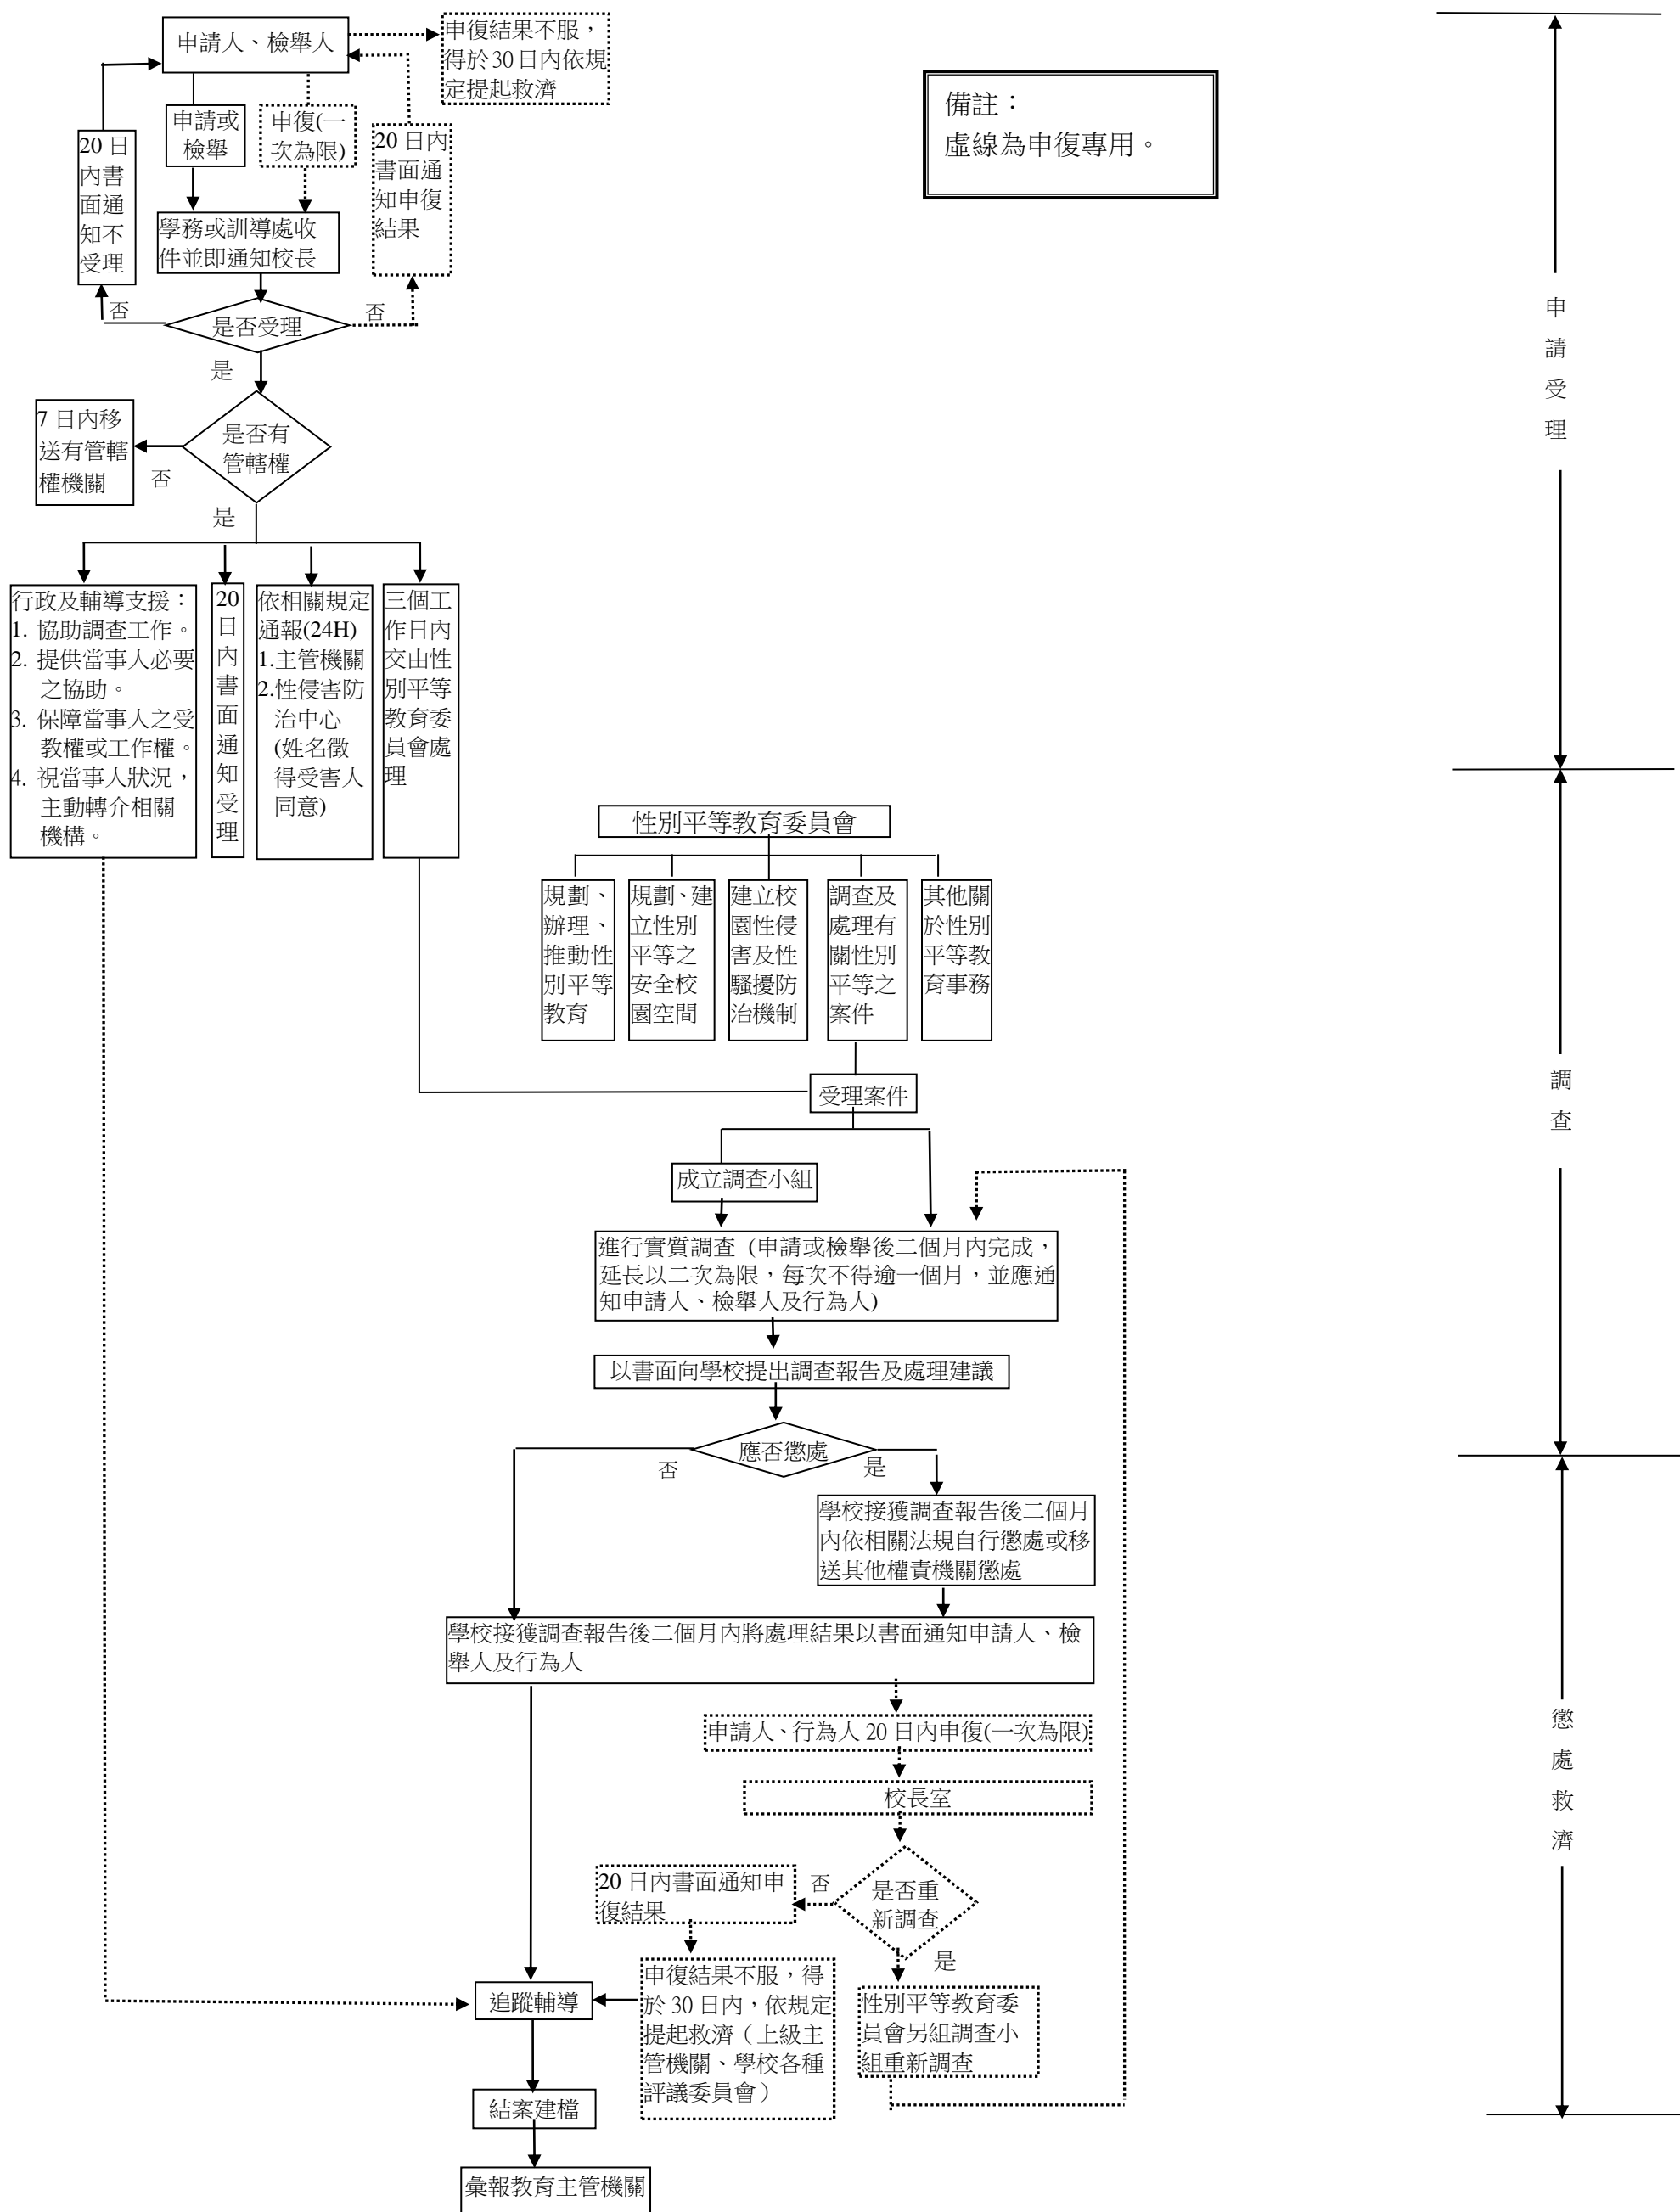 申請人、檢舉人
申復結果不服，
得於30日內依規
定提起救濟
備註：
虛線為申復專用。
申請或
檢舉
申復(一
次為限)
20 日
內書
面通
知不
受理
20 日內
書面通
知申復
結果
學務或訓導處收
件並即通知校長
否
是否受理
否
是
7 日內移
送有管轄
權機關
否
是否有
管轄權
是
行政及輔導支援：
1. 協助調查工作。
2. 提供當事人必要
之協助。
3. 保障當事人之受
教權或工作權。
4. 視當事人狀況，
主動轉介相關
機構。
20
日
內
書
面
通
知
受
理
依相關規定
通報(24H)
1.主管機關
2.性侵害防
治中心
(姓名徵
得受害人
同意)
三個工
作日內
交由性
別平等
教育委
員會處
理
申
請
受
理
性別平等教育委員會
規劃、
辦理、
推動性
別平等
教育
規劃、建
立性別
平等之
安全校
園空間
建立校
園性侵
害及性
騷擾防
治機制
調查及
處理有
關性別
平等之
案件
其他關
於性別
平等教
育事務
受理案件
成立調查小組
進行實質調查 (申請或檢舉後二個月內完成，
延長以二次為限，每次不得逾一個月，並應通
知申請人、檢舉人及行為人)
以書面向學校提出調查報告及處理建議
調
查
應否懲處
否
是
學校接獲調查報告後二個月
內依相關法規自行懲處或移
送其他權責機關懲處
學校接獲調查報告後二個月內將處理結果以書面通知申請人、檢
舉人及行為人
申請人、行為人 20 日內申復(一次為限)
校長室
是否重
新調查
否
是
20 日內書面通知申
復結果
申復結果不服，得
於 30 日內，依規定
提起救濟（上級主
管機關、學校各種
評議委員會）
性別平等教育委
員會另組調查小
組重新調查
追蹤輔導
結案建檔
彙報教育主管機關
懲
處
救
濟